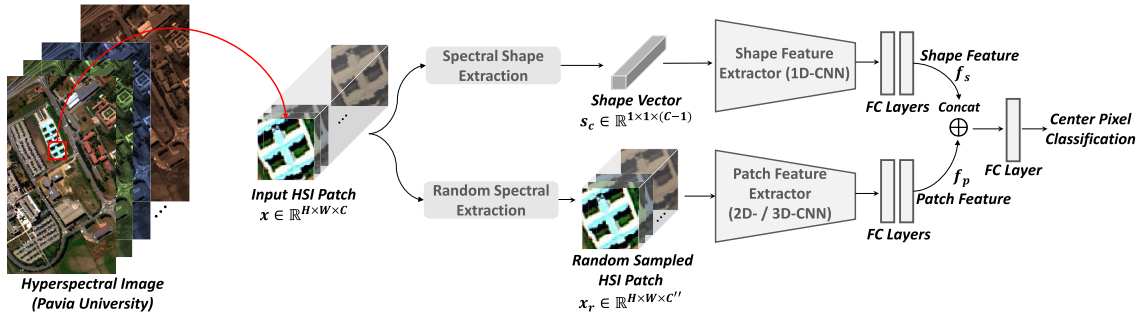 Hyperspectral Image
(Pavia University)
Input HSI Patch
x ∈ ℝ^{H×W×C}
...
Spectral Shape
Extraction
Random Spectral
Extraction
Shape Vector
s_c ∈ ℝ^{1×1×(C−1)}
Random Sampled
HSI Patch
x_r ∈ ℝ^{H×W×C′′}
Shape Feature
Extractor (1D-CNN)
Patch Feature
Extractor
(2D- / 3D-CNN)
FC Layers
FC Layers
Shape Feature
f_s
Concat
⊕
f_p
Patch Feature
FC Layer
Center Pixel
Classification